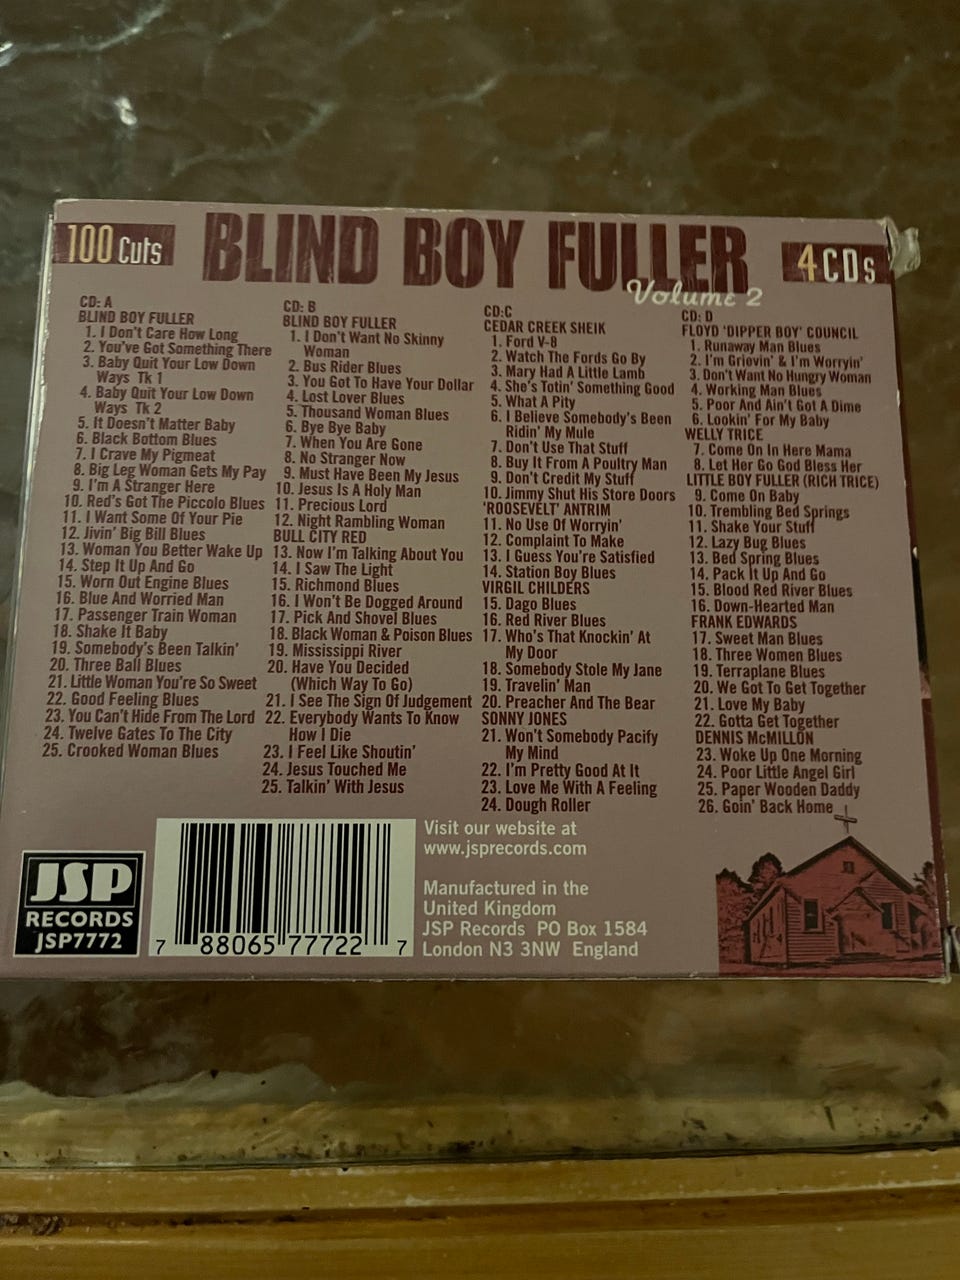 100 Cuts
BLIND BOY FULLER
Volume 2
4 CDs
CD: A
BLIND BOY FULLER
1. I Don't Care How Long
2. You've Got Something There
3. Baby Quit Your Low Down
Ways Tk 1
4. Baby Quit Your Low Down
Ways Tk 2
5. It Doesn't Matter Baby
6. Black Bottom Blues
7. I Crave My Pigmeat
8. Big Leg Woman Gets My Pay
9. I'm A Stranger Here
10. Red's Got The Piccolo Blues
11. I Want Some Of Your Pie
12. Jivin' Big Bill Blues
13. Woman You Better Wake Up
14. Step It Up And Go
15. Worn Out Engine Blues
16. Blue And Worried Man
17. Passenger Train Woman
18. Shake It Baby
19. Somebody's Been Talkin'
20. Three Ball Blues
21. Little Woman You're So Sweet
22. Good Feeling Blues
23. You Can't Hide From The Lord
24. Twelve Gates To The City
25. Crooked Woman Blues
CD: B
BLIND BOY FULLER
1. I Don't Want No Skinny
Woman
2. Bus Rider Blues
3. You Got To Have Your Dollar
4. Lost Lover Blues
5. Thousand Woman Blues
6. Bye Bye Baby
7. When You Are Gone
8. No Stranger Now
9. Must Have Been My Jesus
10. Jesus Is A Holy Man
11. Precious Lord
12. Night Rambling Woman
BULL CITY RED
13. Now I'm Talking About You
14. I Saw The Light
15. Richmond Blues
16. I Won't Be Dogged Around
17. Pick And Shovel Blues
18. Black Woman & Poison Blues
19. Mississippi River
20. Have You Decided
(Which Way To Go)
21. I See The Sign Of Judgement
22. Everybody Wants To Know
How I Die
23. I Feel Like Shoutin'
24. Jesus Touched Me
25. Talkin' With Jesus
CD:C
CEDAR CREEK SHEIK
1. Ford V-8
2. Watch The Fords Go By
3. Mary Had A Little Lamb
4. She's Totin' Something Good
5. What A Pity
6. I Believe Somebody's Been
Ridin' My Mule
7. Don't Use That Stuff
8. Buy It From A Poultry Man
9. Don't Credit My Stuff
10. Jimmy Shut His Store Doors
'ROOSEVELT' ANTRIM
11. No Use Of Worryin'
12. Complaint To Make
13. I Guess You're Satisfied
14. Station Boy Blues
VIRGIL CHILDERS
15. Dago Blues
16. Red River Blues
17. Who's That Knockin' At
My Door
18. Somebody Stole My Jane
19. Travelin' Man
20. Preacher And The Bear
SONNY JONES
21. Won't Somebody Pacify
My Mind
22. I'm Pretty Good At It
23. Love Me With A Feeling
24. Dough Roller
CD: D
FLOYD 'DIPPER BOY' COUNCIL
1. Runaway Man Blues
2. I'm Grievin' & I'm Worryin'
3. Don't Want No Hungry Woman
4. Working Man Blues
5. Poor And Ain't Got A Dime
6. Lookin' For My Baby
WELLY TRICE
7. Come On In Here Mama
8. Let Her Go God Bless Her
LITTLE BOY FULLER (RICH TRICE)
9. Come On Baby
10. Trembling Bed Springs
11. Shake Your Stuff
12. Lazy Bug Blues
13. Bed Spring Blues
14. Pack It Up And Go
15. Blood Red River Blues
16. Down-Hearted Man
FRANK EDWARDS
17. Sweet Man Blues
18. Three Women Blues
19. Terraplane Blues
20. We Got To Get Together
21. Love My Baby
22. Gotta Get Together
DENNIS McMILLON
23. Woke Up One Morning
24. Poor Little Angel Girl
25. Paper Wooden Daddy
26. Goin' Back Home
JSP
RECORDS
JSP7772
7 88065 77722 7
Visit our website at
www.jsprecords.com
Manufactured in the
United Kingdom
JSP Records PO Box 1584
London N3 3NW England